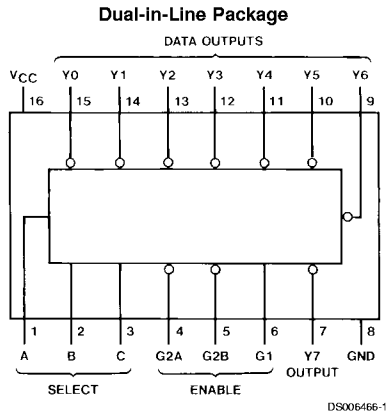 Dual-in-Line Package
DATA OUTPUTS
VCC Y0 Y1 Y2 Y3 Y4 Y5 Y6
16 15 14 13 12 11 10 9
1 2 3 4 5 6 7 8
A B C G2A G2B G1 Y7 GND
SELECT ENABLE OUTPUT
DS006466-1